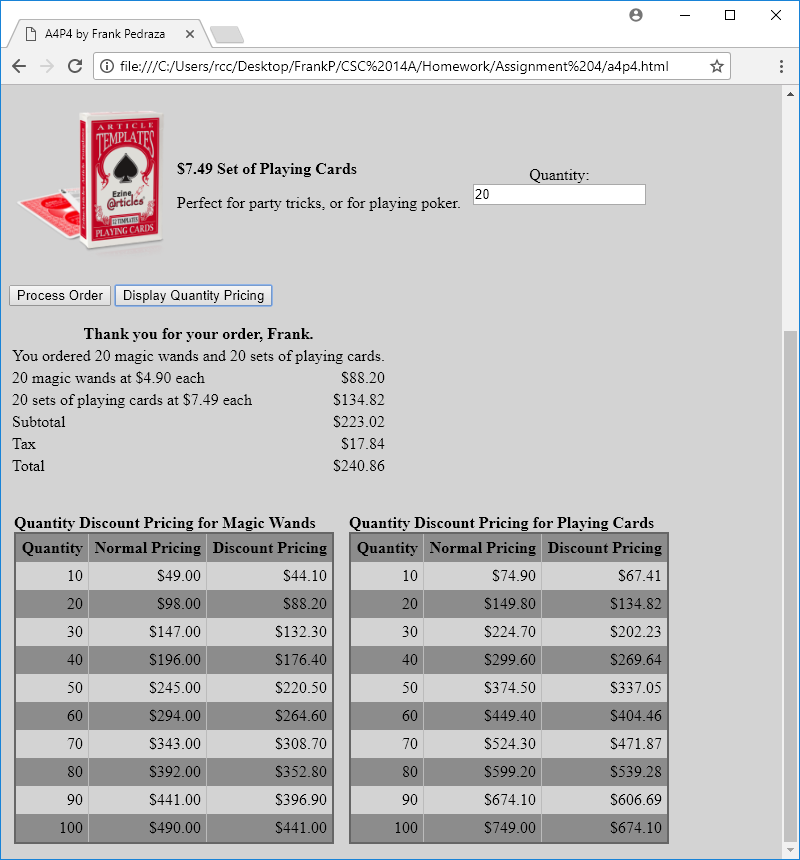 A4P4 by Frank Pedraza
file:///C:/Users/rcc/Desktop/FrankP/CSC%2014A/Homework/Assignment%204/a4p4.html
ARTICLE
TEMPLATES
Ezine
@rticles
12 TEMPLATES
PLAYING CARDS
$7.49 Set of Playing Cards
Perfect for party tricks, or for playing poker.
Quantity:
20
Process Order Display Quantity Pricing
Thank you for your order, Frank.
You ordered 20 magic wands and 20 sets of playing cards.
20 magic wands at $4.90 each $88.20
20 sets of playing cards at $7.49 each $134.82
Subtotal $223.02
Tax $17.84
Total $240.86
Quantity Discount Pricing for Magic Wands
Quantity Normal Pricing Discount Pricing
10 $49.00 $44.10
20 $98.00 $88.20
30 $147.00 $132.30
40 $196.00 $176.40
50 $245.00 $220.50
60 $294.00 $264.60
70 $343.00 $308.70
80 $392.00 $352.80
90 $441.00 $396.90
100 $490.00 $441.00
Quantity Discount Pricing for Playing Cards
Quantity Normal Pricing Discount Pricing
10 $74.90 $67.41
20 $149.80 $134.82
30 $224.70 $202.23
40 $299.60 $269.64
50 $374.50 $337.05
60 $449.40 $404.46
70 $524.30 $471.87
80 $599.20 $539.28
90 $674.10 $606.69
100 $749.00 $674.10